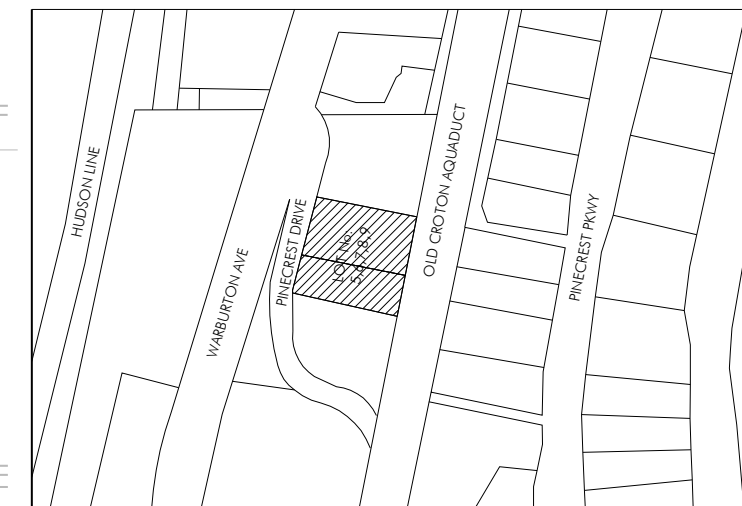 HUDSON LINE
WARBURTON AVE
PINECREST DRIVE
LOT No:
5,6,7,8,9
OLD CROTON AQUADUCT
PINECREST PKWY